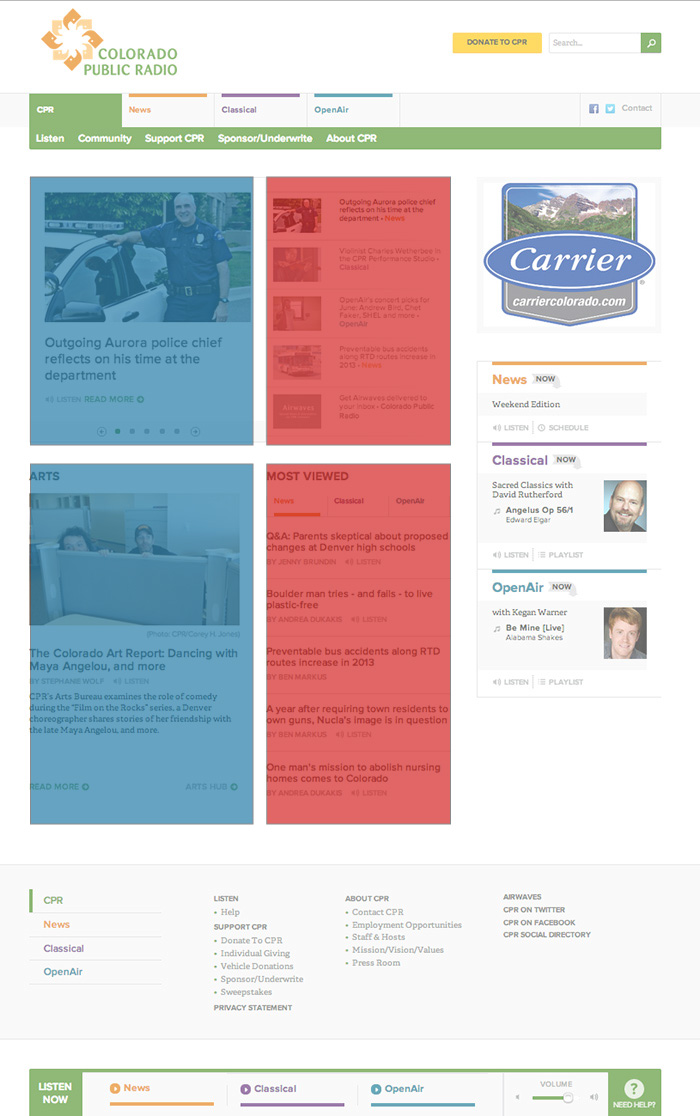 COLORADO
PUBLIC RADIO
DONATE TO CPR
Search...
CPR
News
Classical
OpenAir
Contact
Listen
Community
Support CPR
Sponsor/Underwrite
About CPR
Outgoing Aurora police chief
reflects on his time at the
department
LISTEN READ MORE
Outgoing Aurora police chief
reflects on his time at the
department • News
Violinist Charles Wetherbee in
the CPR Performance Studio •
Classical
OpenAir's concert picks for
June: Andrew Bird, Chet
Faker, SHEL and more •
OpenAir
Preventable bus accidents
along RTD routes increase in
2013 • News
Airwaves
Get Airwaves delivered to
your inbox • Colorado Public
Radio
Carrier
carriercolorado.com
News NOW
Weekend Edition
LISTEN SCHEDULE
Classical NOW
Sacred Classics with
David Rutherford
Angelus Op 56/1
Edward Elgar
LISTEN PLAYLIST
OpenAir NOW
with Kegan Warner
Be Mine [Live]
Alabama Shakes
LISTEN PLAYLIST
ARTS
(Photo: CPR/Corey H. Jones)
The Colorado Art Report: Dancing with
Maya Angelou, and more
BY STEPHANIE WOLF LISTEN
CPR's Arts Bureau examines the role of comedy
during the "Film on the Rocks" series, a Denver
choreographer shares stories of her friendship with
the late Maya Angelou, and more.
READ MORE
ARTS HUB
MOST VIEWED
News
Classical
OpenAir
Q&A: Parents skeptical about proposed
changes at Denver high schools
BY JENNY BRUNDIN LISTEN
Boulder man tries - and fails - to live
plastic-free
BY ANDREA DUKAKIS LISTEN
Preventable bus accidents along RTD
routes increase in 2013
BY BEN MARKUS
A year after requiring town residents to
own guns, Nucla's image is in question
BY BEN MARKUS LISTEN
One man's mission to abolish nursing
homes comes to Colorado
BY ANDREA DUKAKIS LISTEN
CPR
News
Classical
OpenAir
LISTEN
• Help
SUPPORT CPR
• Donate To CPR
• Individual Giving
• Vehicle Donations
• Sponsor/Underwrite
• Sweepstakes
PRIVACY STATEMENT
ABOUT CPR
• Contact CPR
• Employment Opportunities
• Staff & Hosts
• Mission/Vision/Values
• Press Room
AIRWAVES
CPR ON TWITTER
CPR ON FACEBOOK
CPR SOCIAL DIRECTORY
LISTEN
NOW
News
Classical
OpenAir
VOLUME
?
NEED HELP?